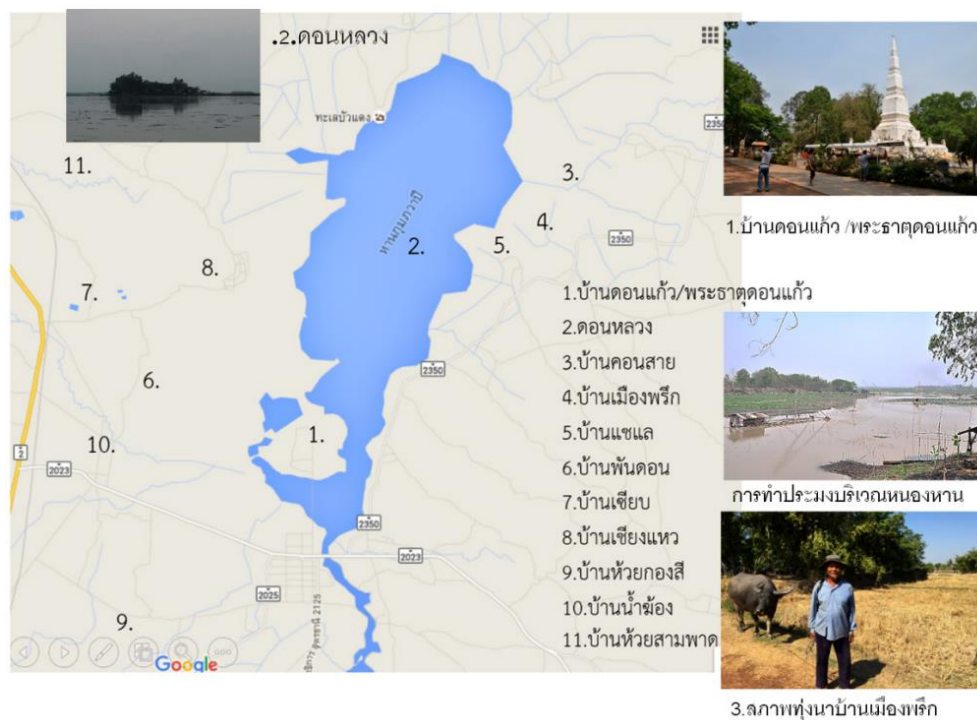 .2.ดอนหลวง
ทะเลบัวแดง
11.
3.
2350
4.
หานกุมภวาปี
2.
5.
2350
8.
7.
1.บ้านดอนแก้ว /พระธาตุดอนแก้ว
1.บ้านดอนแก้ว/พระธาตุดอนแก้ว
2.ดอนหลวง
3.บ้านคอนสาย
4.บ้านเมืองพรึก
5.บ้านแชแล
6.บ้านพันดอน
7.บ้านเซียบ
8.บ้านเชียงแหว
9.บ้านห้วยกองสี
10.บ้านน้ำฆ้อง
11.บ้านห้วยสามพาด
2350
6.
1.
10.
2
2023
2350
2023
2025
อุดรธานี 2125
9.
Google
การทำประมงบริเวณหนองหาน
3.สภาพทุ่งนาบ้านเมืองพรึก